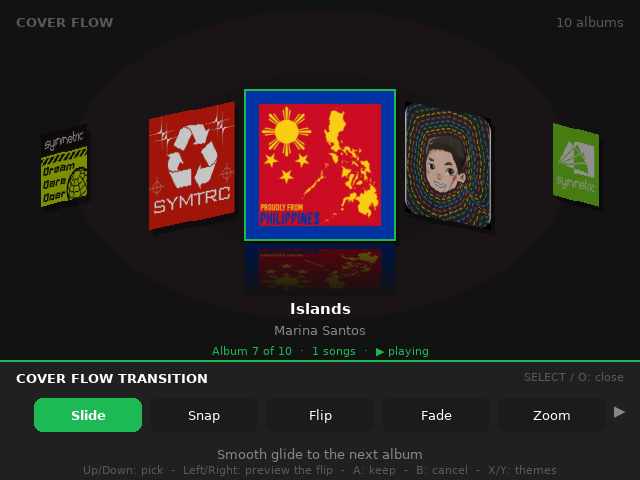 COVER FLOW
10 albums
symmetric
Dream
Dare
Doer
SYMTRC
PROUDLY FROM
PHILIPPINES
symmetric
Islands
Marina Santos
Album 7 of 10 · 1 songs · ▶ playing
COVER FLOW TRANSITION
SELECT / O: close
Slide
Snap
Flip
Fade
Zoom
▶
Smooth glide to the next album
Up/Down: pick - Left/Right: preview the flip - A: keep - B: cancel - X/Y: themes